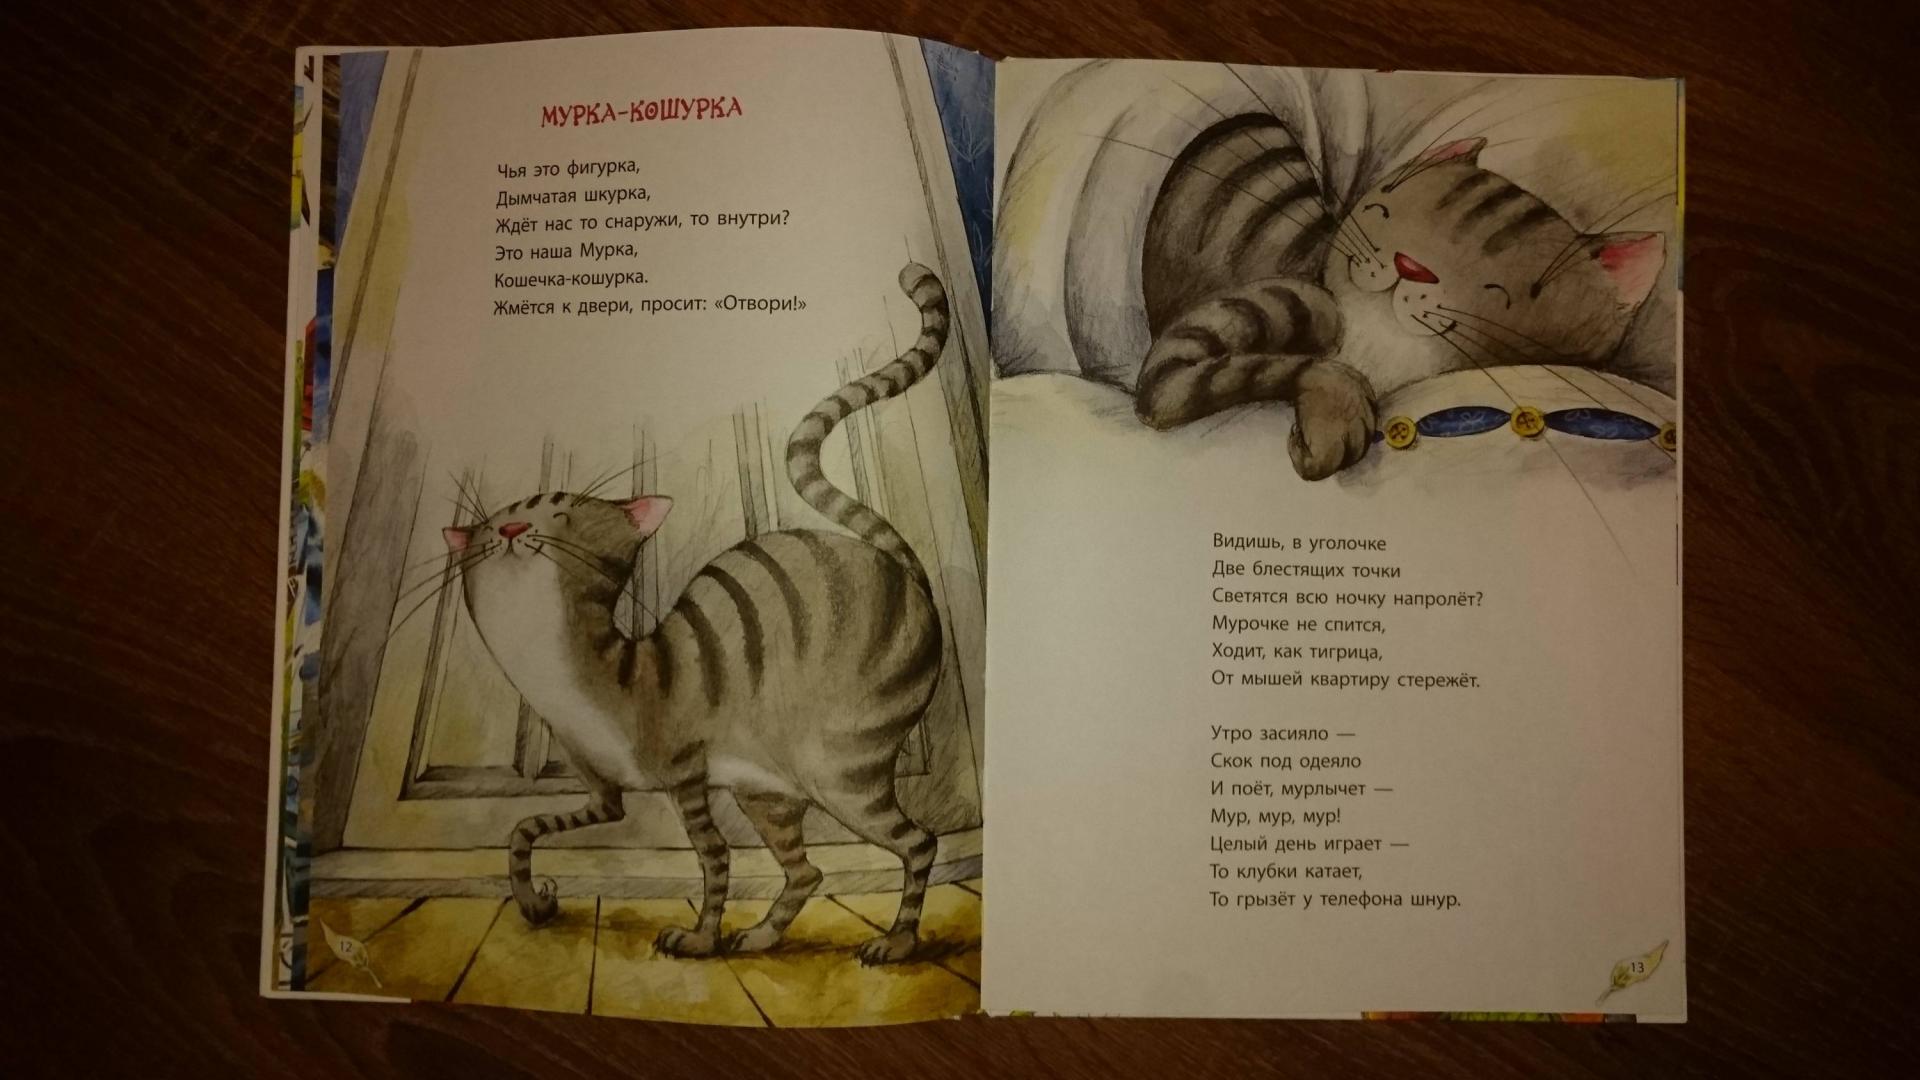 МУРКА-КОШУРКА
Чья это фигурка,
Дымчатая шкурка,
Ждёт нас то снаружи, то внутри?
Это наша Мурка,
Кошечка-кошурка.
Жмётся к двери, просит: «Отвори!»
12
Видишь, в уголочке
Две блестящих точки
Светятся всю ночку напролёт?
Мурочке не спится,
Ходит, как тигрица,
От мышей квартиру стережёт.
Утро засияло —
Скок под одеяло
И поёт, мурлычет —
Мур, мур, мур!
Целый день играет —
То клубки катает,
То грызёт у телефона шнур.
13